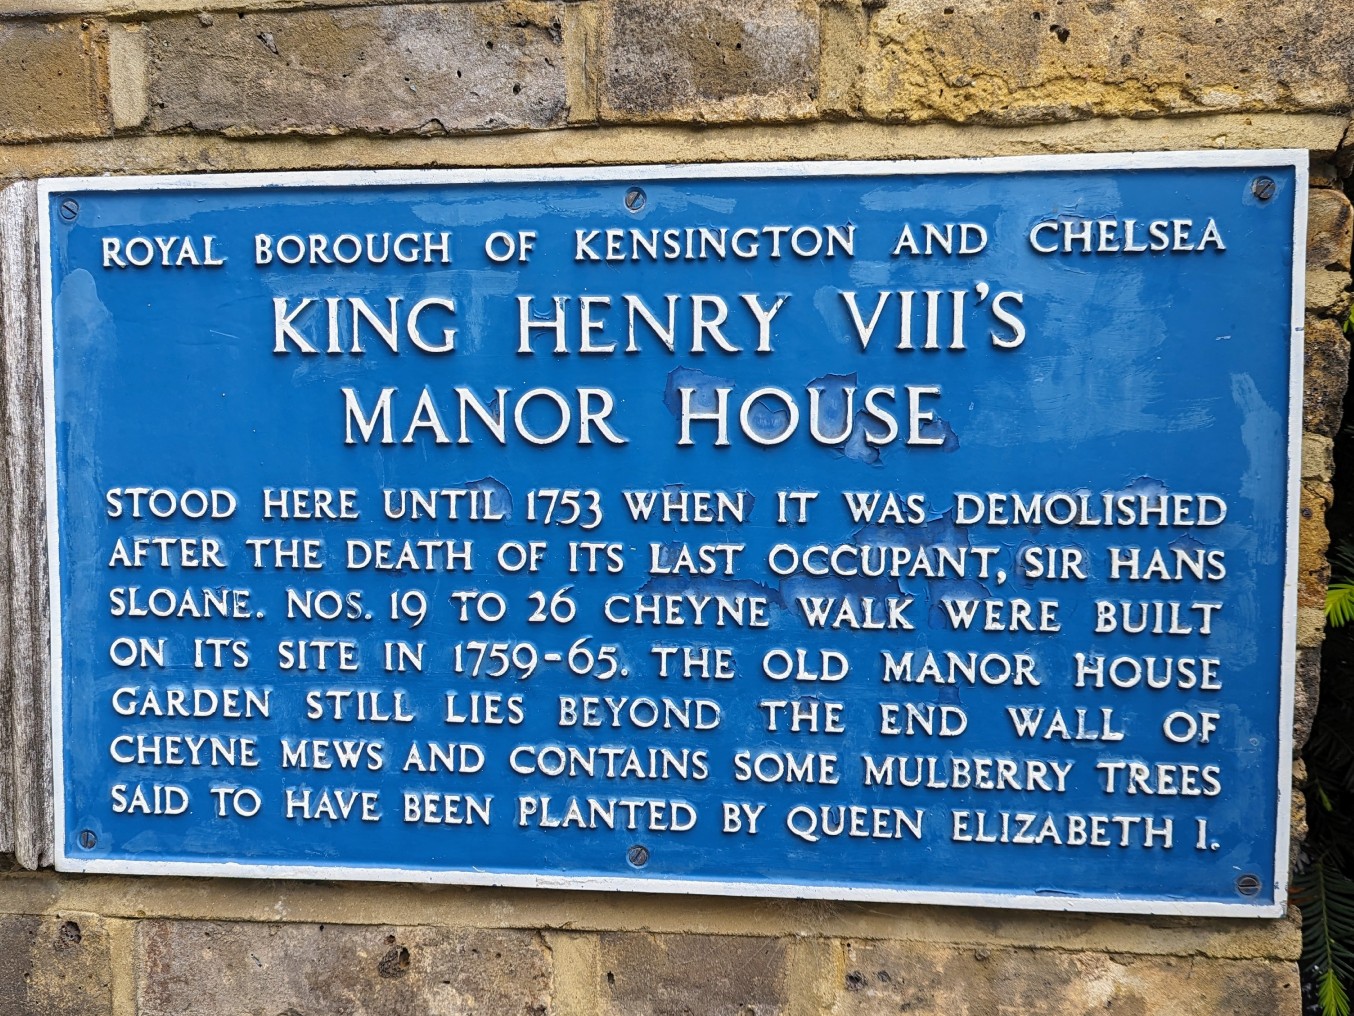 ROYAL BOROUGH OF KENSINGTON AND CHELSEA
KING HENRY VIII'S
MANOR HOUSE
STOOD HERE UNTIL 1753 WHEN IT WAS DEMOLISHED
AFTER THE DEATH OF ITS LAST OCCUPANT, SIR HANS
SLOANE. NOS. 19 TO 26 CHEYNE WALK WERE BUILT
ON ITS SITE IN 1759-65. THE OLD MANOR HOUSE
GARDEN STILL LIES BEYOND THE END WALL OF
CHEYNE MEWS AND CONTAINS SOME MULBERRY TREES
SAID TO HAVE BEEN PLANTED BY QUEEN ELIZABETH I.